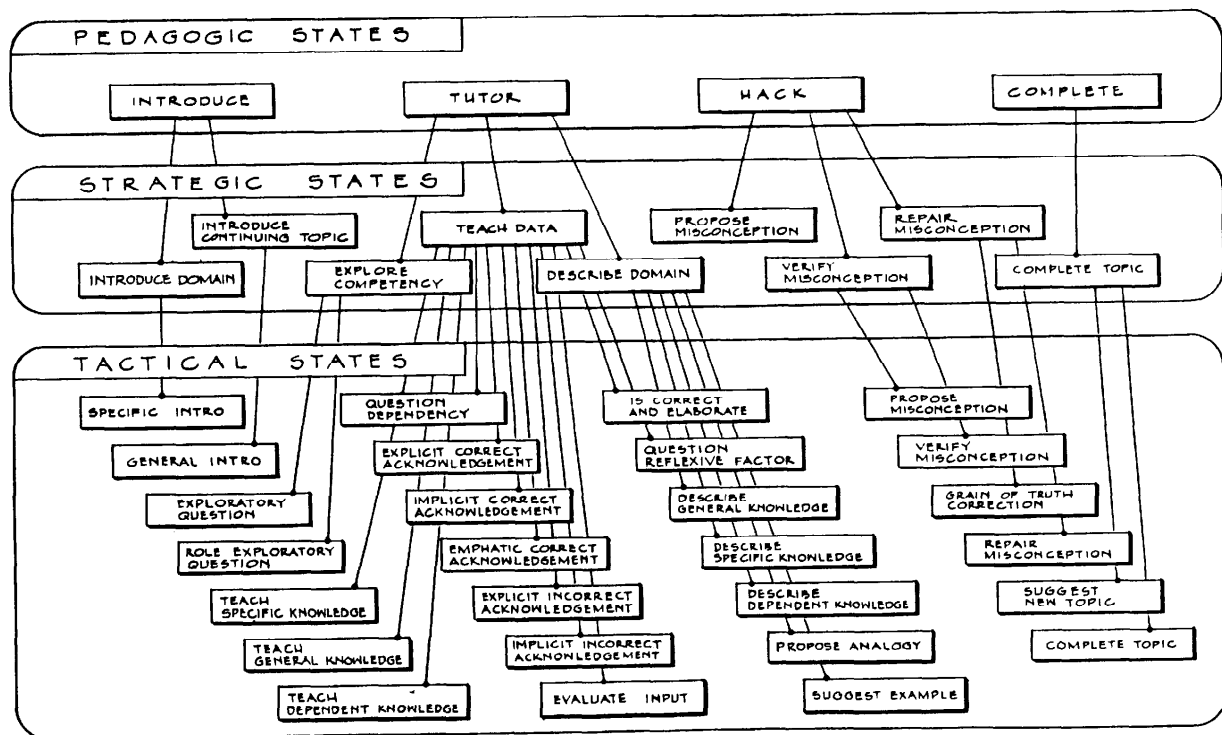 PEDAGOGIC STATES
INTRODUCE
TUTOR
HACK
COMPLETE
STRATEGIC STATES
INTRODUCE
CONTINUING TOPIC
TEACH DATA
PROPOSE
MISCONCEPTION
REPAIR
MISCONCEPTION
INTRODUCE DOMAIN
EXPLORE
COMPETENCY
DESCRIBE DOMAIN
VERIFY
MISCONCEPTION
COMPLETE TOPIC
TACTICAL STATES
SPECIFIC INTRO
GENERAL INTRO
EXPLORATORY
QUESTION
ROLE EXPLORATORY
QUESTION
TEACH
SPECIFIC KNOWLEDGE
TEACH
GENERAL KNOWLEDGE
TEACH
DEPENDENT KNOWLEDGE
QUESTION
DEPENDENCY
EXPLICIT CORRECT
ACKNOWLEDGEMENT
IMPLICIT CORRECT
ACKNOWLEDGEMENT
EMPHATIC CORRECT
ACKNOWLEDGEMENT
EXPLICIT INCORRECT
ACKNOWLEDGEMENT
IMPLICIT INCORRECT
ACKNOWLEDGEMENT
EVALUATE INPUT
IS CORRECT
AND ELABORATE
QUESTION
REFLEXIVE FACTOR
DESCRIBE
GENERAL KNOWLEDGE
DESCRIBE
SPECIFIC KNOWLEDGE
DESCRIBE
DEPENDENT KNOWLEDGE
PROPOSE ANALOGY
SUGGEST EXAMPLE
PROPOSE
MISCONCEPTION
VERIFY
MISCONCEPTION
GRAIN OF TRUTH
CORRECTION
REPAIR
MISCONCEPTION
SUGGEST
NEW TOPIC
COMPLETE TOPIC